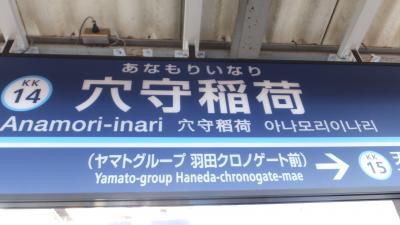 あなもりいなり
KK 14 穴守稲荷
Anamori-inari 穴守稲荷 아나모리이나리
(ヤマトグループ 羽田クロノゲート前) → KK 15
Yamato-group Haneda-chronogate-mae